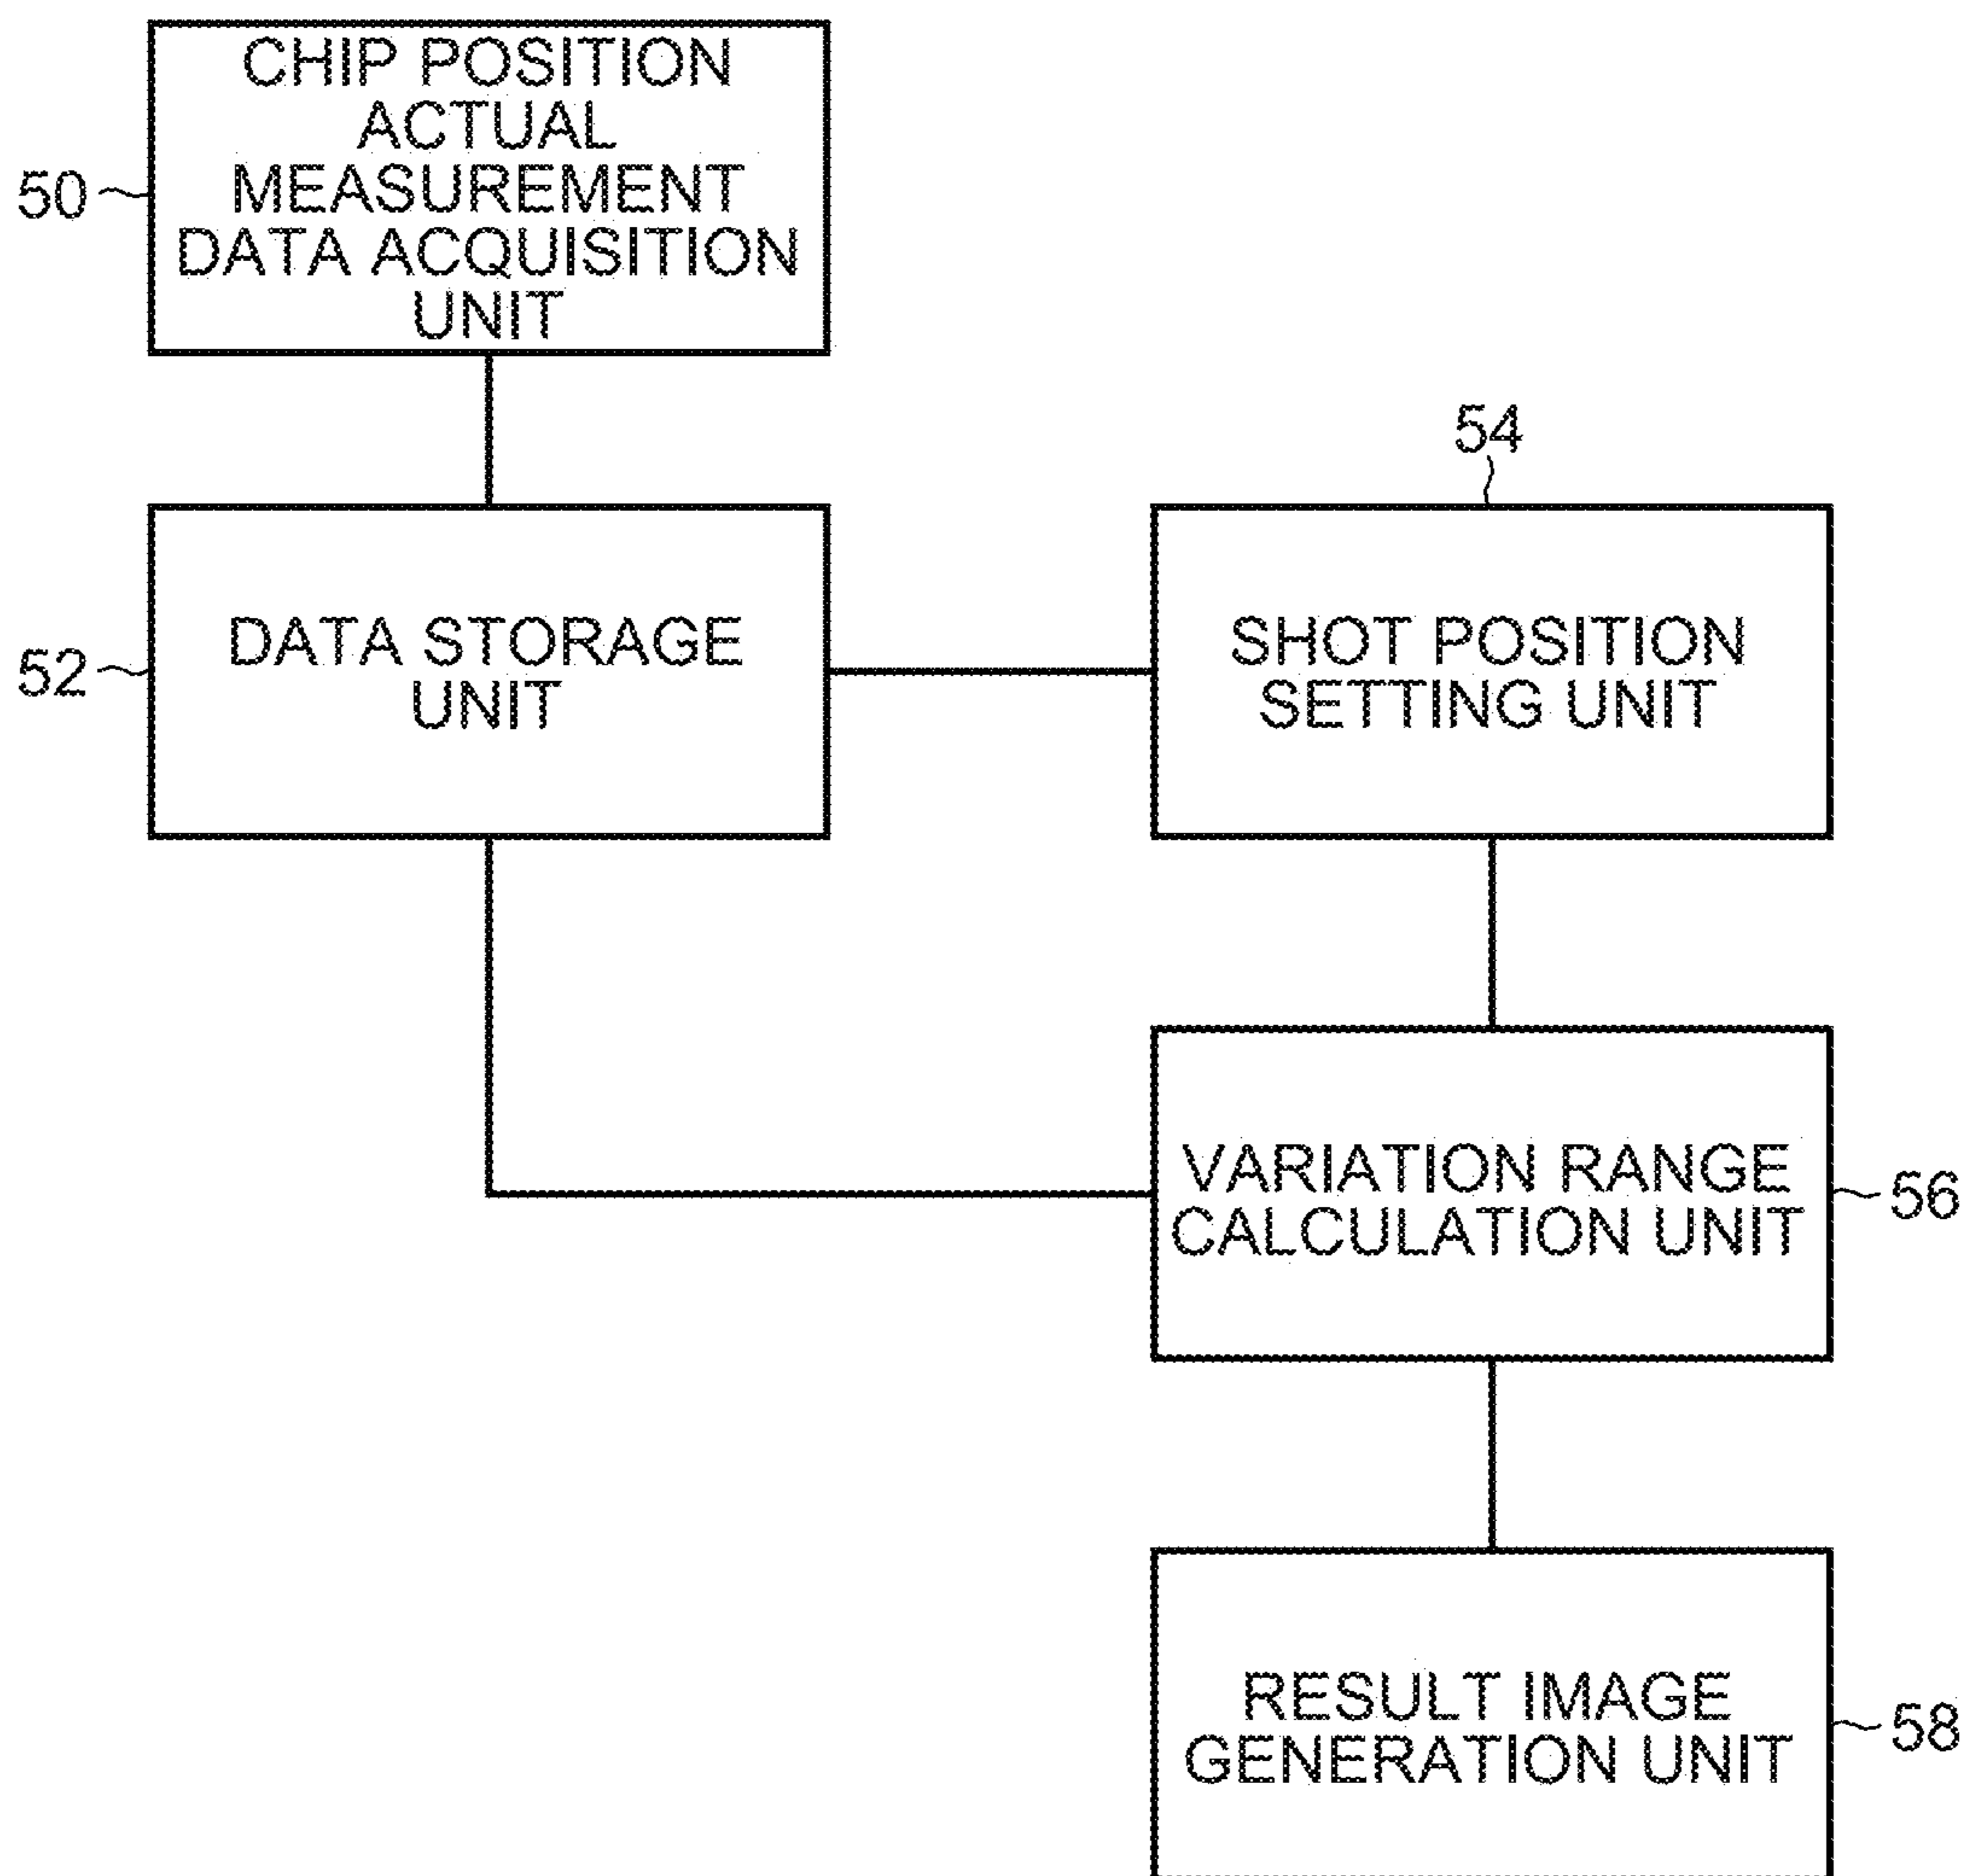 CHIP POSITION
ACTUAL
MEASUREMENT
DATA ACQUISITION
UNIT
50
54
DATA STORAGE
UNIT
52
SHOT POSITION
SETTING UNIT
VARIATION RANGE
CALCULATION UNIT
56
RESULT IMAGE
GENERATION UNIT
58